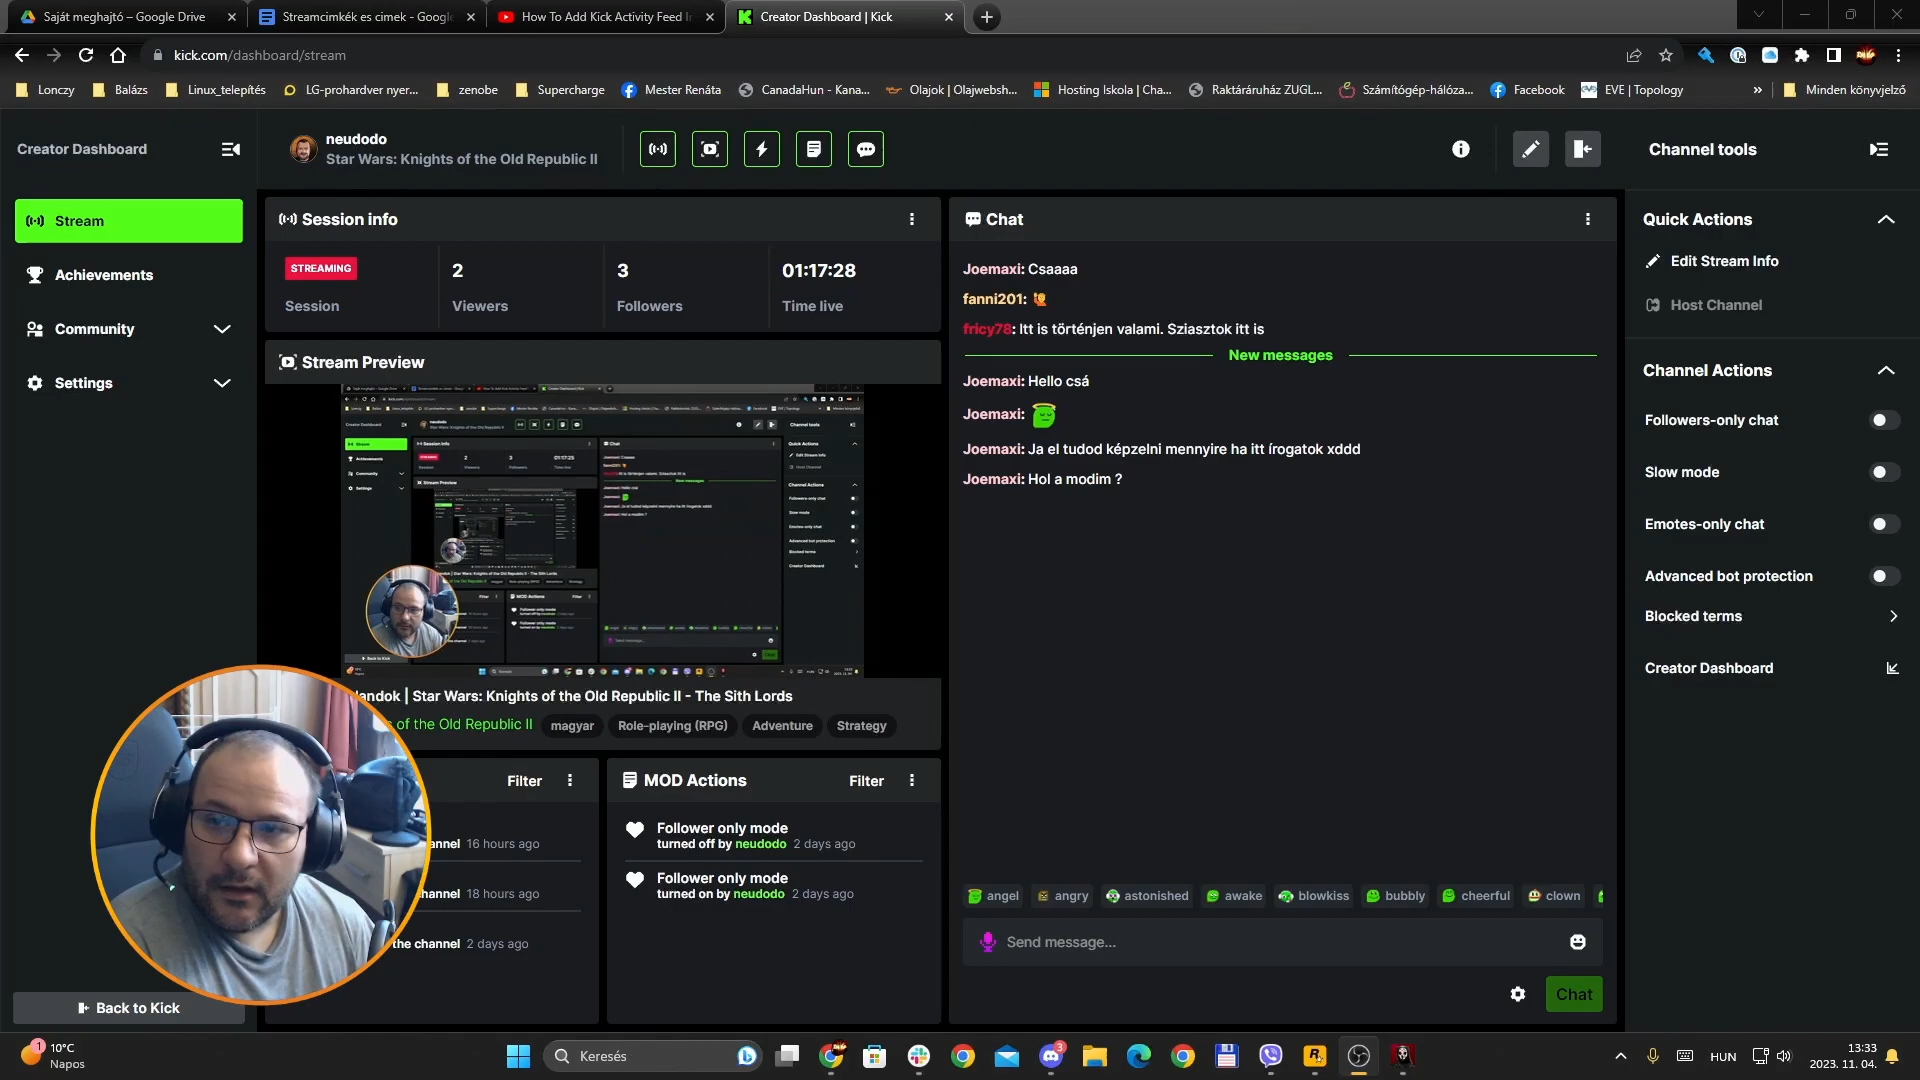 Saját meghajtó – Google Drive
Streamcimkék es cimek - Google
How To Add Kick Activity Feed
Creator Dashboard | Kick
kick.com/dashboard/stream
Lonczy
Balázs
Linux_telepítés
LG-prohardver nyer...
zenobe
Supercharge
Mester Renáta
CanadaHun - Kana...
Olajok | Olajwebsh...
Hosting Iskola | Cha...
Raktáráruház ZUGL...
Számítógép-hálóza...
Facebook
EVE | Topology
»
Minden könyvjelző
Creator Dashboard
neudodo
Star Wars: Knights of the Old Republic II
Channel tools
Stream
Achievements
Community
Settings
Session info
STREAMING
Session
2
Viewers
3
Followers
01:17:28
Time live
Stream Preview
andok | Star Wars: Knights of the Old Republic II - The Sith Lords
of the Old Republic II
magyar
Role-playing (RPG)
Adventure
Strategy
Filter
annel 16 hours ago
channel 18 hours ago
the channel 2 days ago
MOD Actions
Filter
Follower only mode
turned off by neudodo 2 days ago
Follower only mode
turned on by neudodo 2 days ago
Chat
Joemaxi: Csaaaa
fanni201:
fricy78: Itt is történjen valami. Sziasztok itt is
New messages
Joemaxi: Hello csá
Joemaxi:
Joemaxi: Ja el tudod képzelni mennyire ha itt írogatok xddd
Joemaxi: Hol a modim ?
angel
angry
astonished
awake
blowkiss
bubbly
cheerful
clown
Send message...
Chat
Quick Actions
Edit Stream Info
Host Channel
Channel Actions
Followers-only chat
Slow mode
Emotes-only chat
Advanced bot protection
Blocked terms
Creator Dashboard
Back to Kick
1
10°C
Napos
Keresés
3
HUN
13:33
2023. 11. 04.